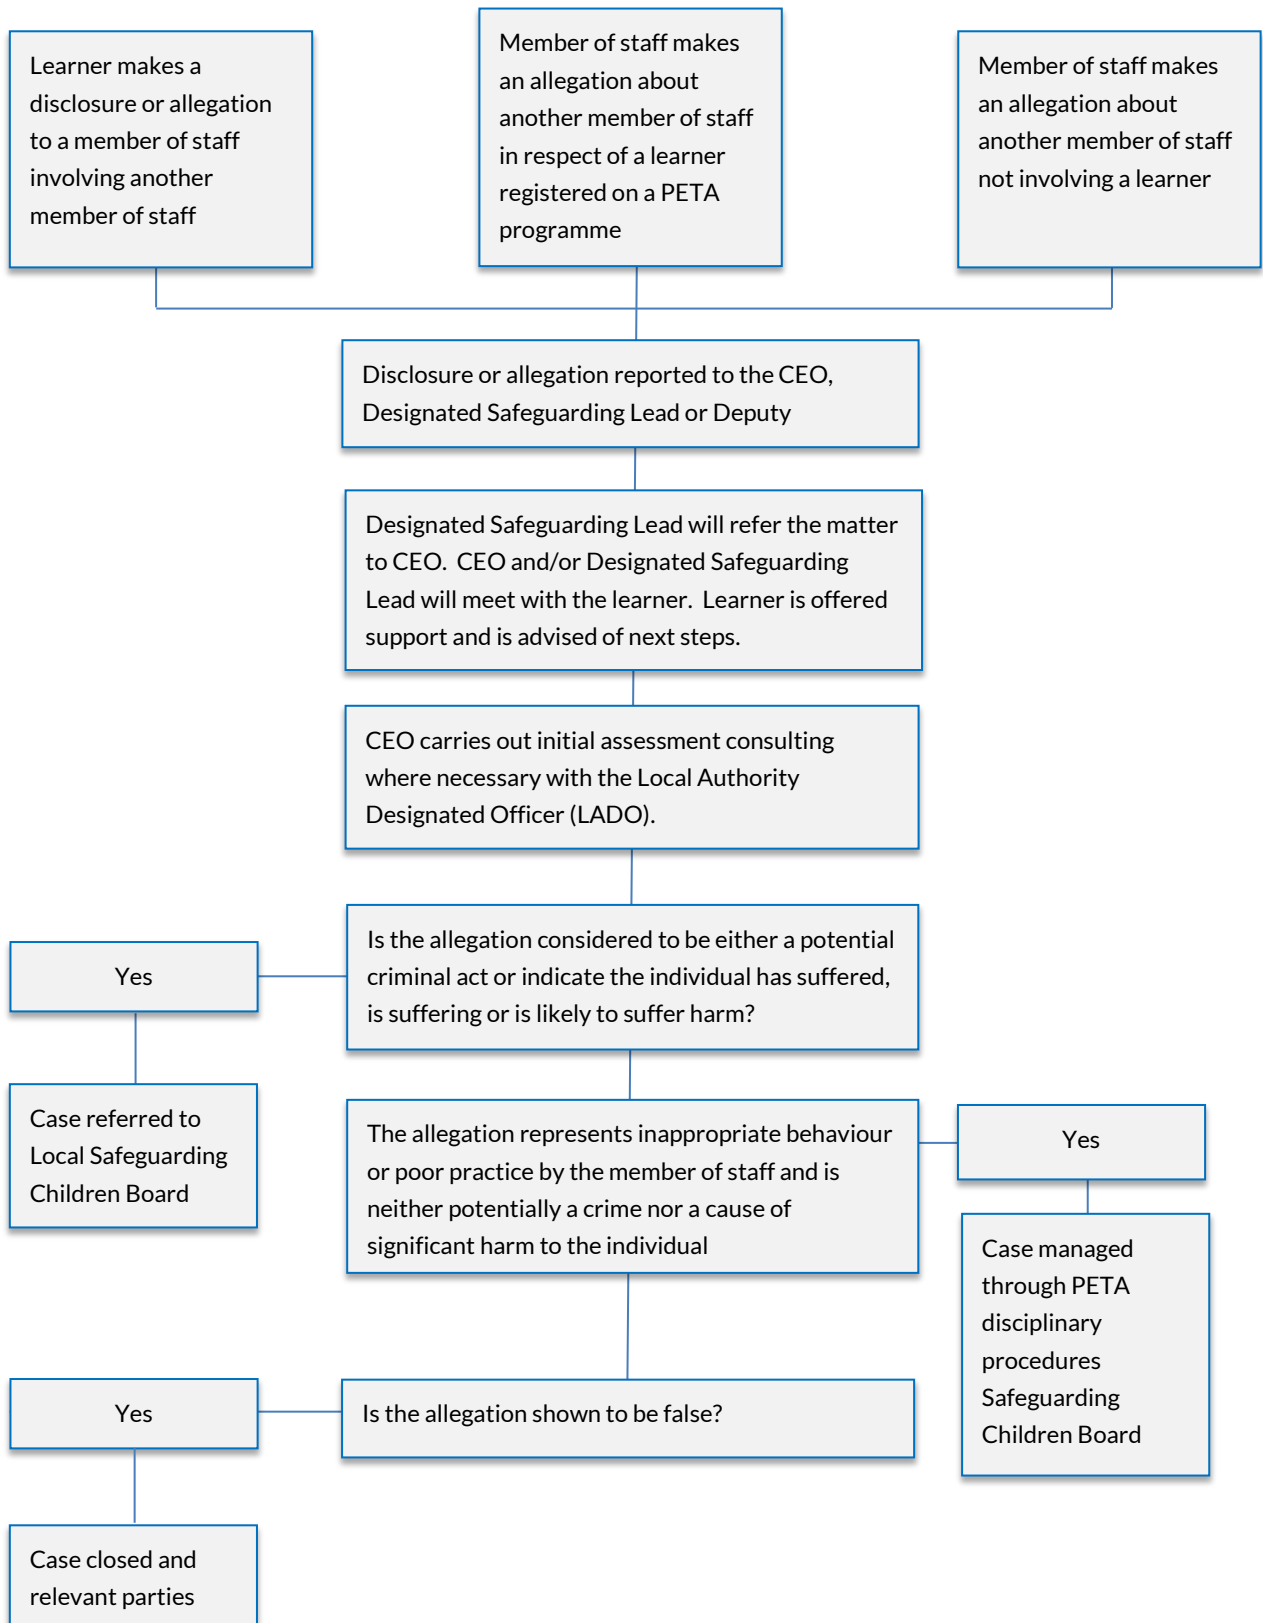 Learner makes a
disclosure or allegation
to a member of staff
involving another
member of staff
Member of staff makes
an allegation about
another member of staff
in respect of a learner
registered on a PETA
programme
Member of staff makes
an allegation about
another member of staff
not involving a learner
Disclosure or allegation reported to the CEO,
Designated Safeguarding Lead or Deputy
Designated Safeguarding Lead will refer the matter
to CEO.  CEO and/or Designated Safeguarding
Lead will meet with the learner.  Learner is offered
support and is advised of next steps.
CEO carries out initial assessment consulting
where necessary with the Local Authority
Designated Officer (LADO).
Is the allegation considered to be either a potential
criminal act or indicate the individual has suffered,
is suffering or is likely to suffer harm?
Yes
Case referred to
Local Safeguarding
Children Board
The allegation represents inappropriate behaviour
or poor practice by the member of staff and is
neither potentially a crime nor a cause of
significant harm to the individual
Yes
Case managed
through PETA
disciplinary
procedures
Safeguarding
Children Board
Is the allegation shown to be false?
Yes
Case closed and
relevant parties